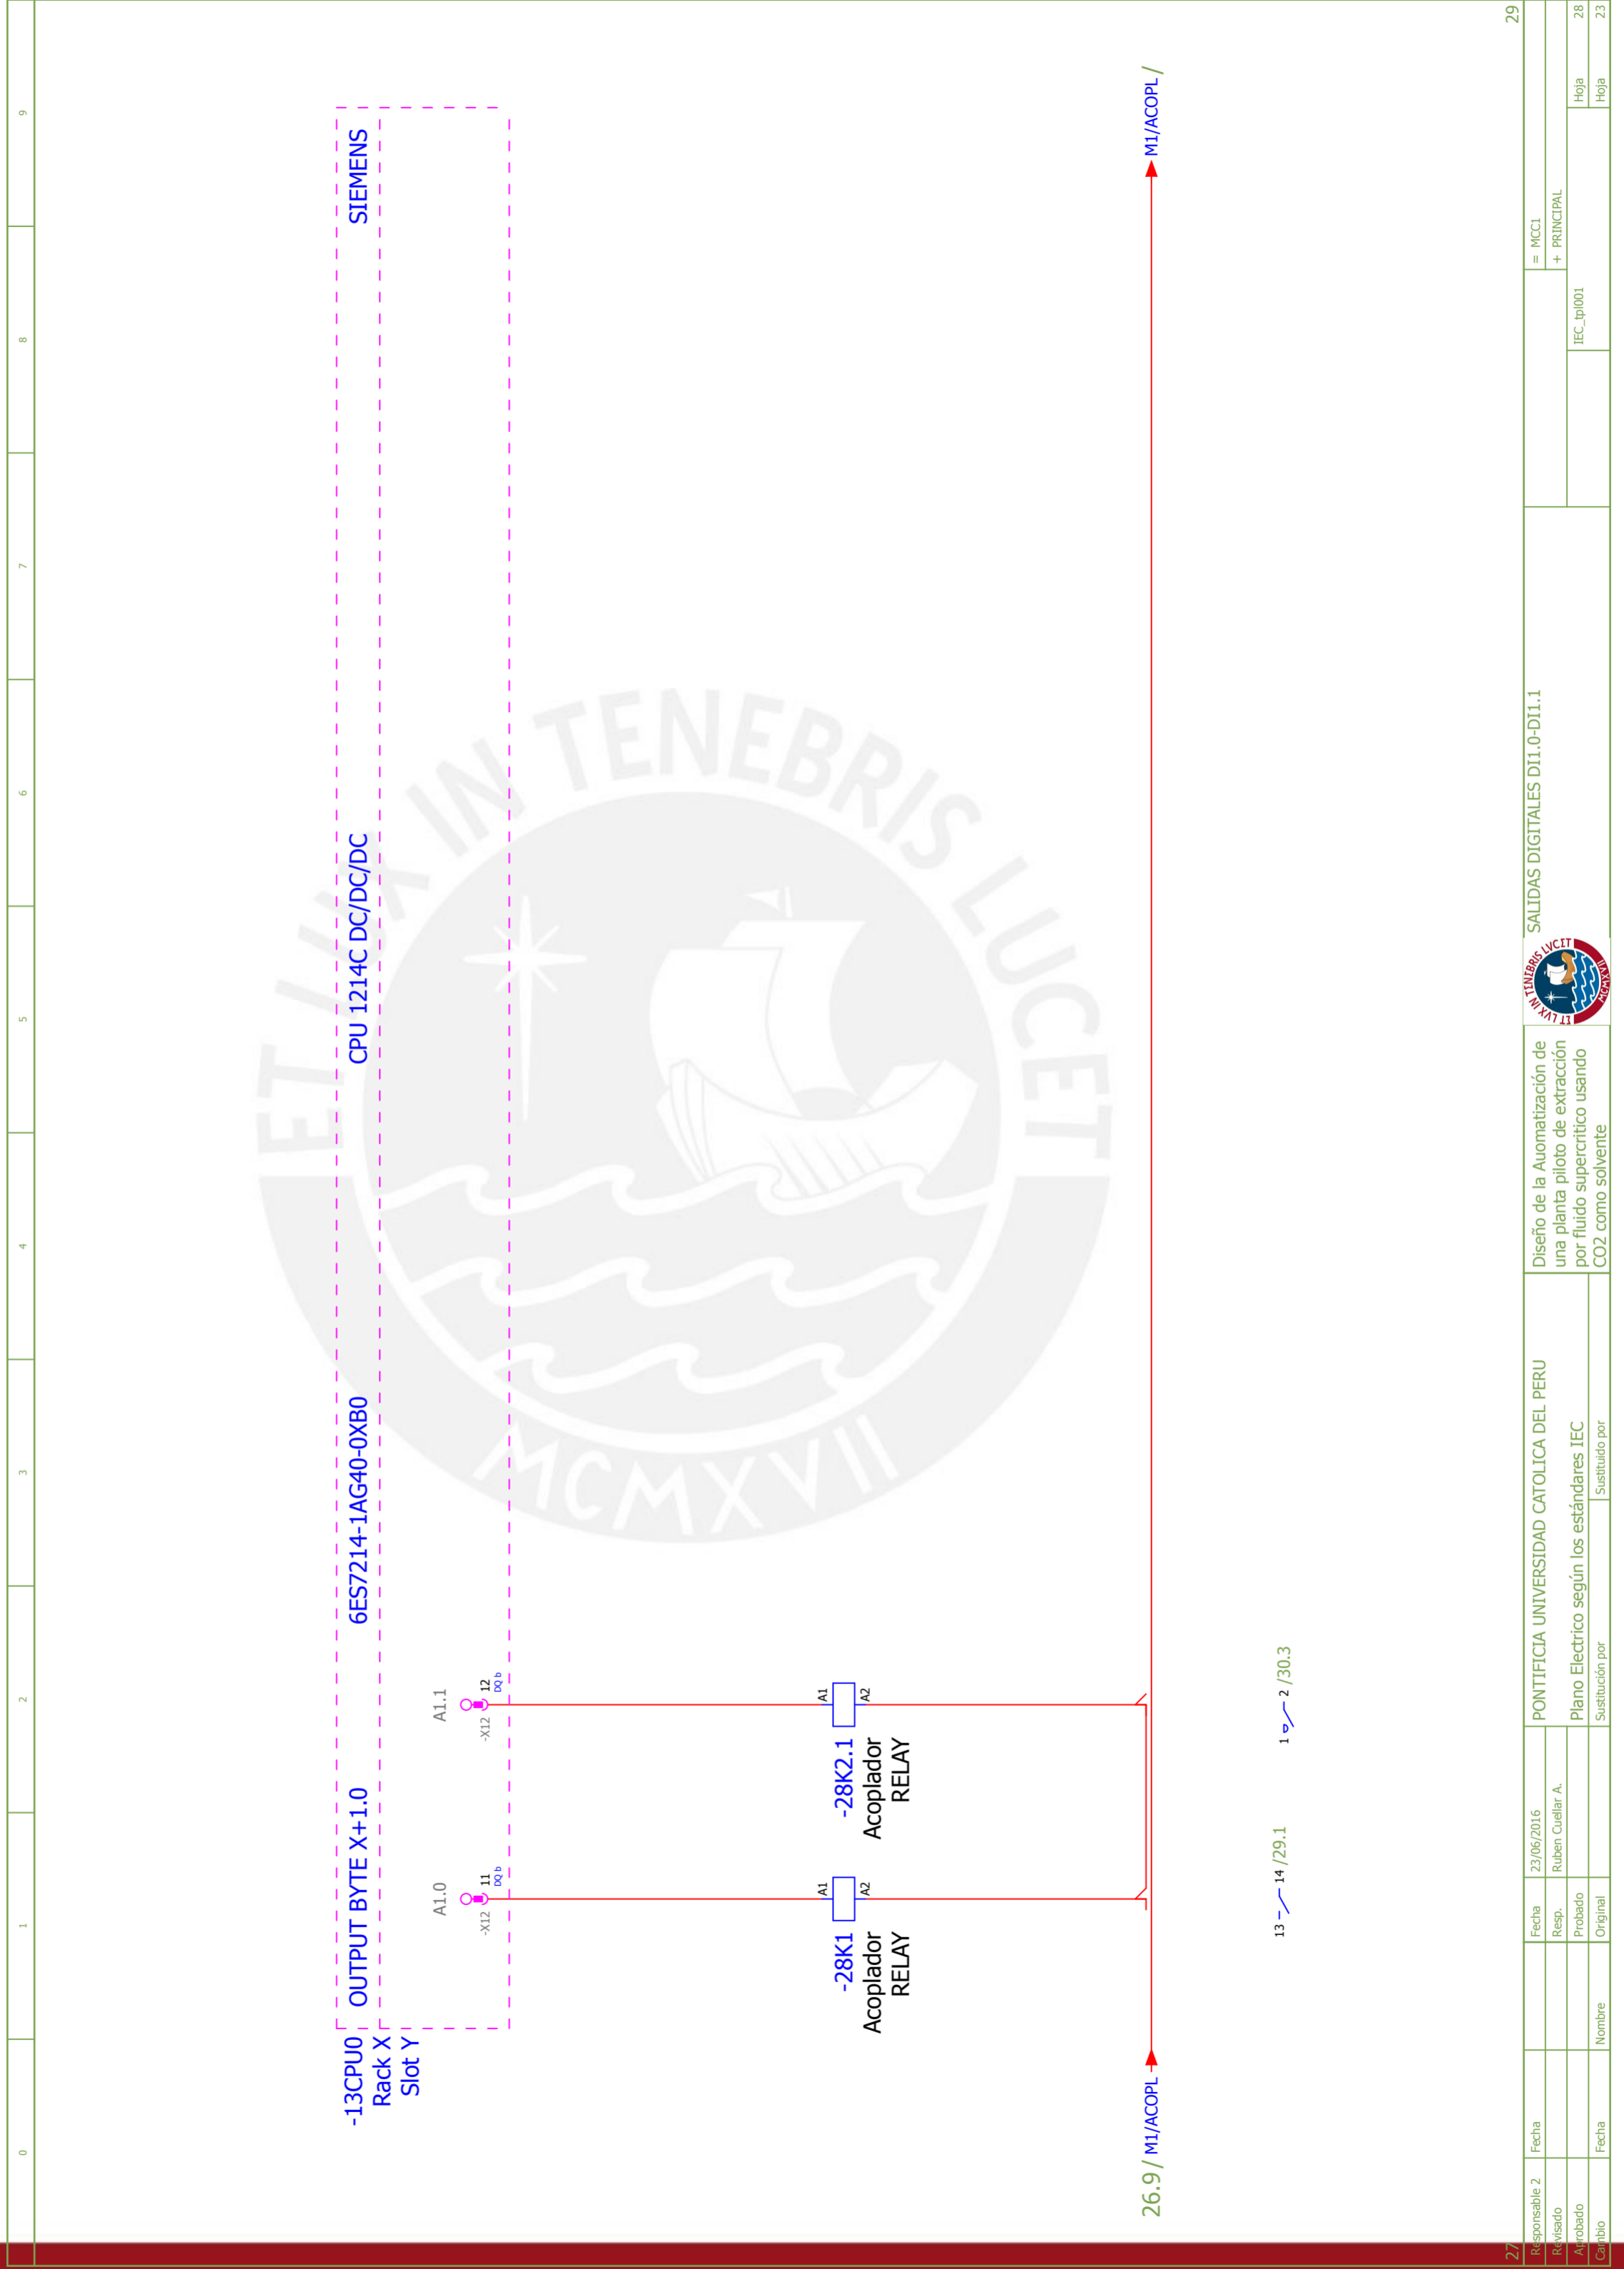 0 1 2 3 4 5 6 7 8 9
-13CPU0 OUTPUT BYTE X+1.0 6ES7214-1AG40-0XB0 CPU 1214C DC/DC/DC SIEMENS
Rack X
Slot Y
A1.0 A1.1
-X12 11 -X12 12
DQ b DQ b
ET LUX IN TENEBRIS LUCET
MCMXVII
A1 A1
-28K1 -28K2.1
A2 A2
Acoplador Acoplador
RELAY RELAY
26.9 / M1/ACOPL M1/ACOPL /
13 14 /29.1 1 2 /30.3
27 29
Responsable 2 Fecha Fecha 23/06/2016 PONTIFICIA UNIVERSIDAD CATOLICA DEL PERU Diseño de la Auomatización de SALIDAS DIGITALES DI1.0-DI1.1 = MCC1
Revisado Resp. Ruben Cuellar A. una planta piloto de extracción + PRINCIPAL
Aprobado Probado Plano Electrico según los estándares IEC por fluido supercritico usando IEC_tpl001 Hoja 28
Cambio Fecha Nombre Original Sustitución por Sustituido por CO2 como solvente Hoja 23
ET LVX IN TENEBRIS LVCET
MCMXVII